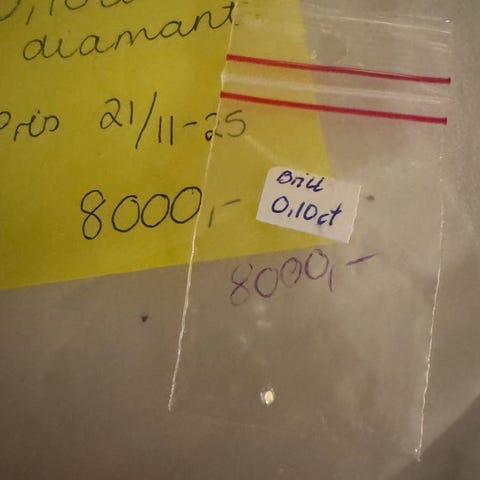 diamant
Pris 21/11-25
8000,-
Brill
0,10ct
8000,-